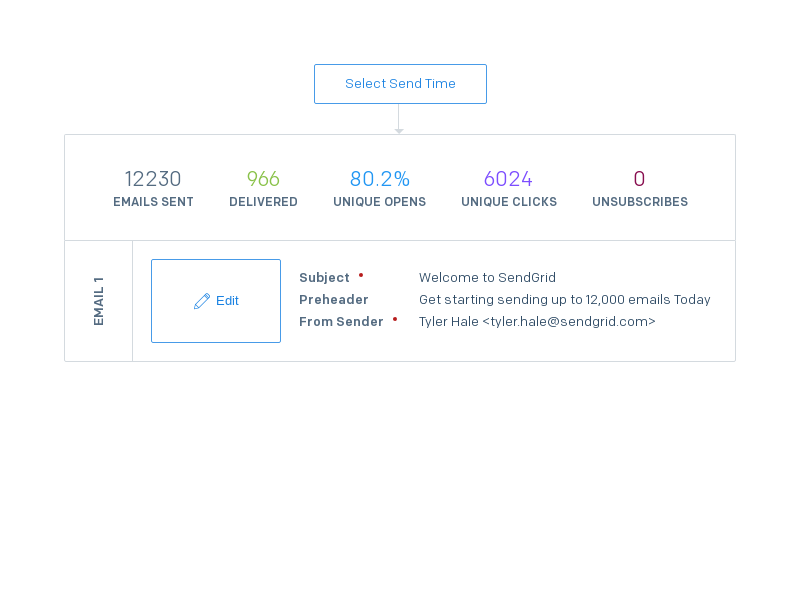 Select Send Time
12230 966 80.2% 6024 0
EMAILS SENT DELIVERED UNIQUE OPENS UNIQUE CLICKS UNSUBSCRIBES
EMAIL 1
Edit
Subject • Welcome to SendGrid
Preheader Get starting sending up to 12,000 emails Today
From Sender • Tyler Hale <tyler.hale@sendgrid.com>